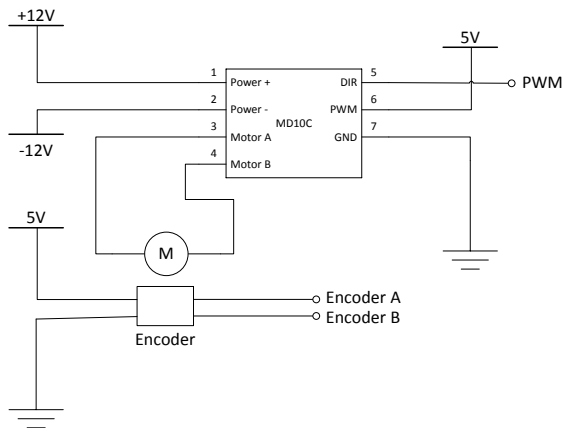 +12V
5V
1
Power +
5
DIR
PWM
2
Power -
6
PWM
MD10C
-12V
3
Motor A
7
GND
4
Motor B
5V
M
Encoder A
Encoder B
Encoder